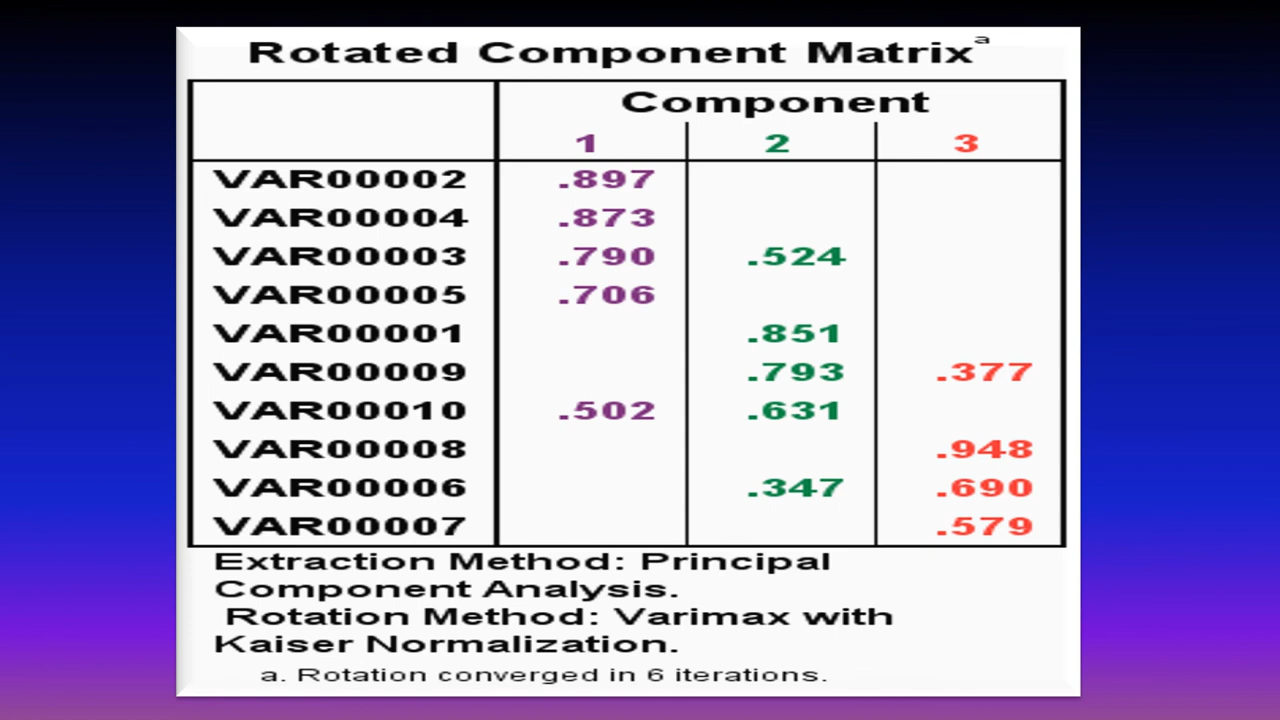 Rotated Component Matrixa
Component
1 2 3
VAR00002 .897
VAR00004 .873
VAR00003 .790 .524
VAR00005 .706
VAR00001 .851
VAR00009 .793 .377
VAR00010 .502 .631
VAR00008 .948
VAR00006 .347 .690
VAR00007 .579
Extraction Method: Principal
Component Analysis.
Rotation Method: Varimax with
Kaiser Normalization.
a. Rotation converged in 6 iterations.